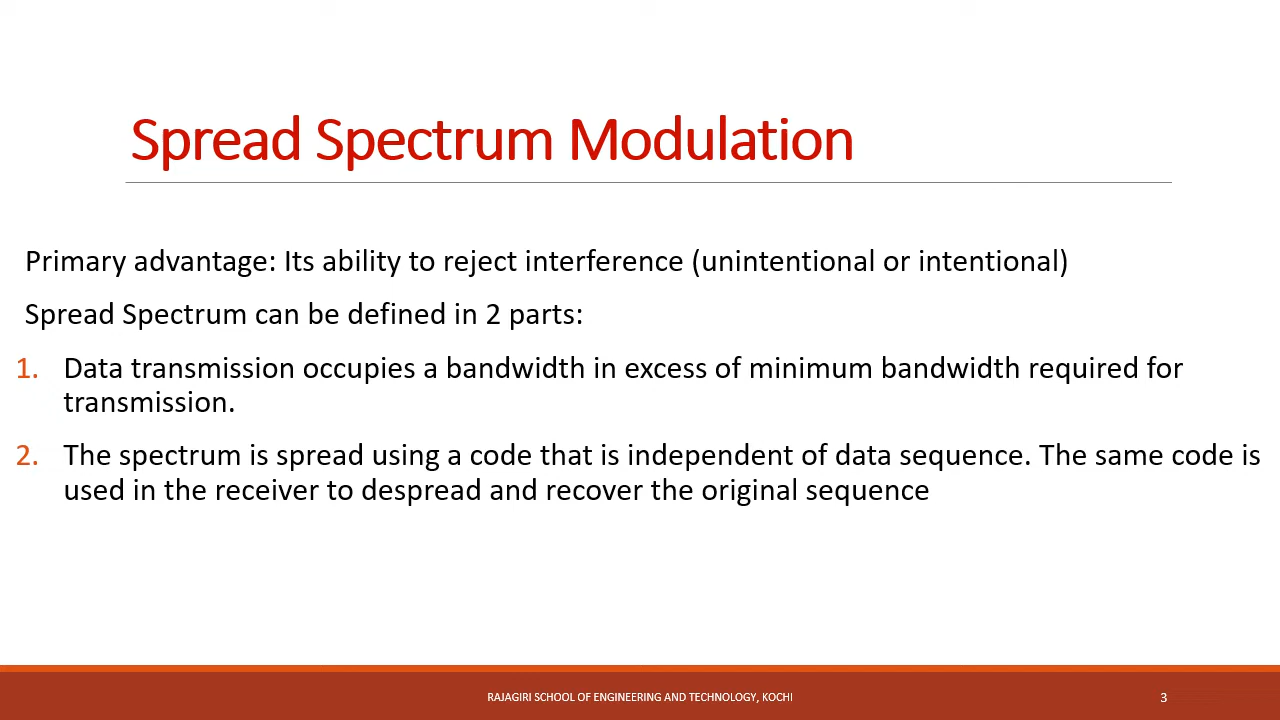 Spread Spectrum Modulation
Primary advantage: Its ability to reject interference (unintentional or intentional)
Spread Spectrum can be defined in 2 parts:
1. Data transmission occupies a bandwidth in excess of minimum bandwidth required for
transmission.
2. The spectrum is spread using a code that is independent of data sequence. The same code is
used in the receiver to despread and recover the original sequence
RAJAGIRI SCHOOL OF ENGINEERING AND TECHNOLOGY, KOCHI
3